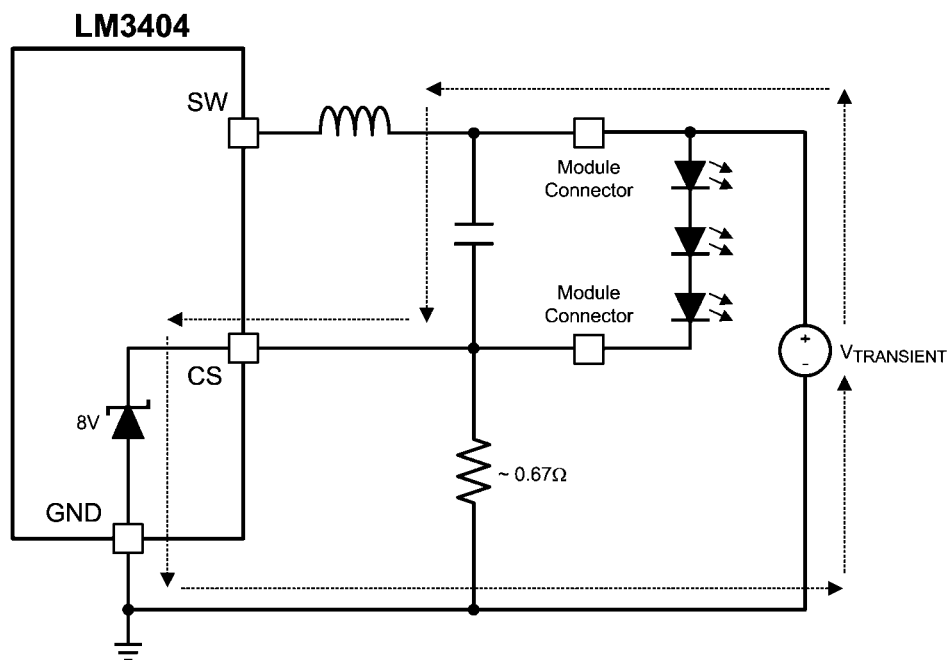 LM3404
SW
Module
Connector
Module
Connector
+
-
VTRANSIENT
CS
8V
~ 0.67Ω
GND